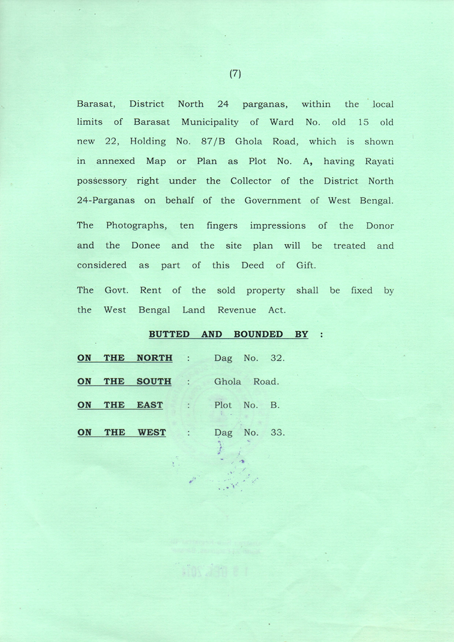 (7)
Barasat, District North 24 parganas, within the local
limits of Barasat Municipality of Ward No. old 15 old
new 22, Holding No. 87/B Ghola Road, which is shown
in annexed Map or Plan as Plot No. A, having Rayati
possessory right under the Collector of the District North
24-Parganas on behalf of the Government of West Bengal.
The Photographs, ten fingers impressions of the Donor
and the Donee and the site plan will be treated and
considered as part of this Deed of Gift.
The Govt. Rent of the sold property shall be fixed by
the West Bengal Land Revenue Act.
BUTTED AND BOUNDED BY :
ON THE NORTH : Dag No. 32.
ON THE SOUTH : Ghola Road.
ON THE EAST : Plot No. B.
ON THE WEST : Dag No. 33.